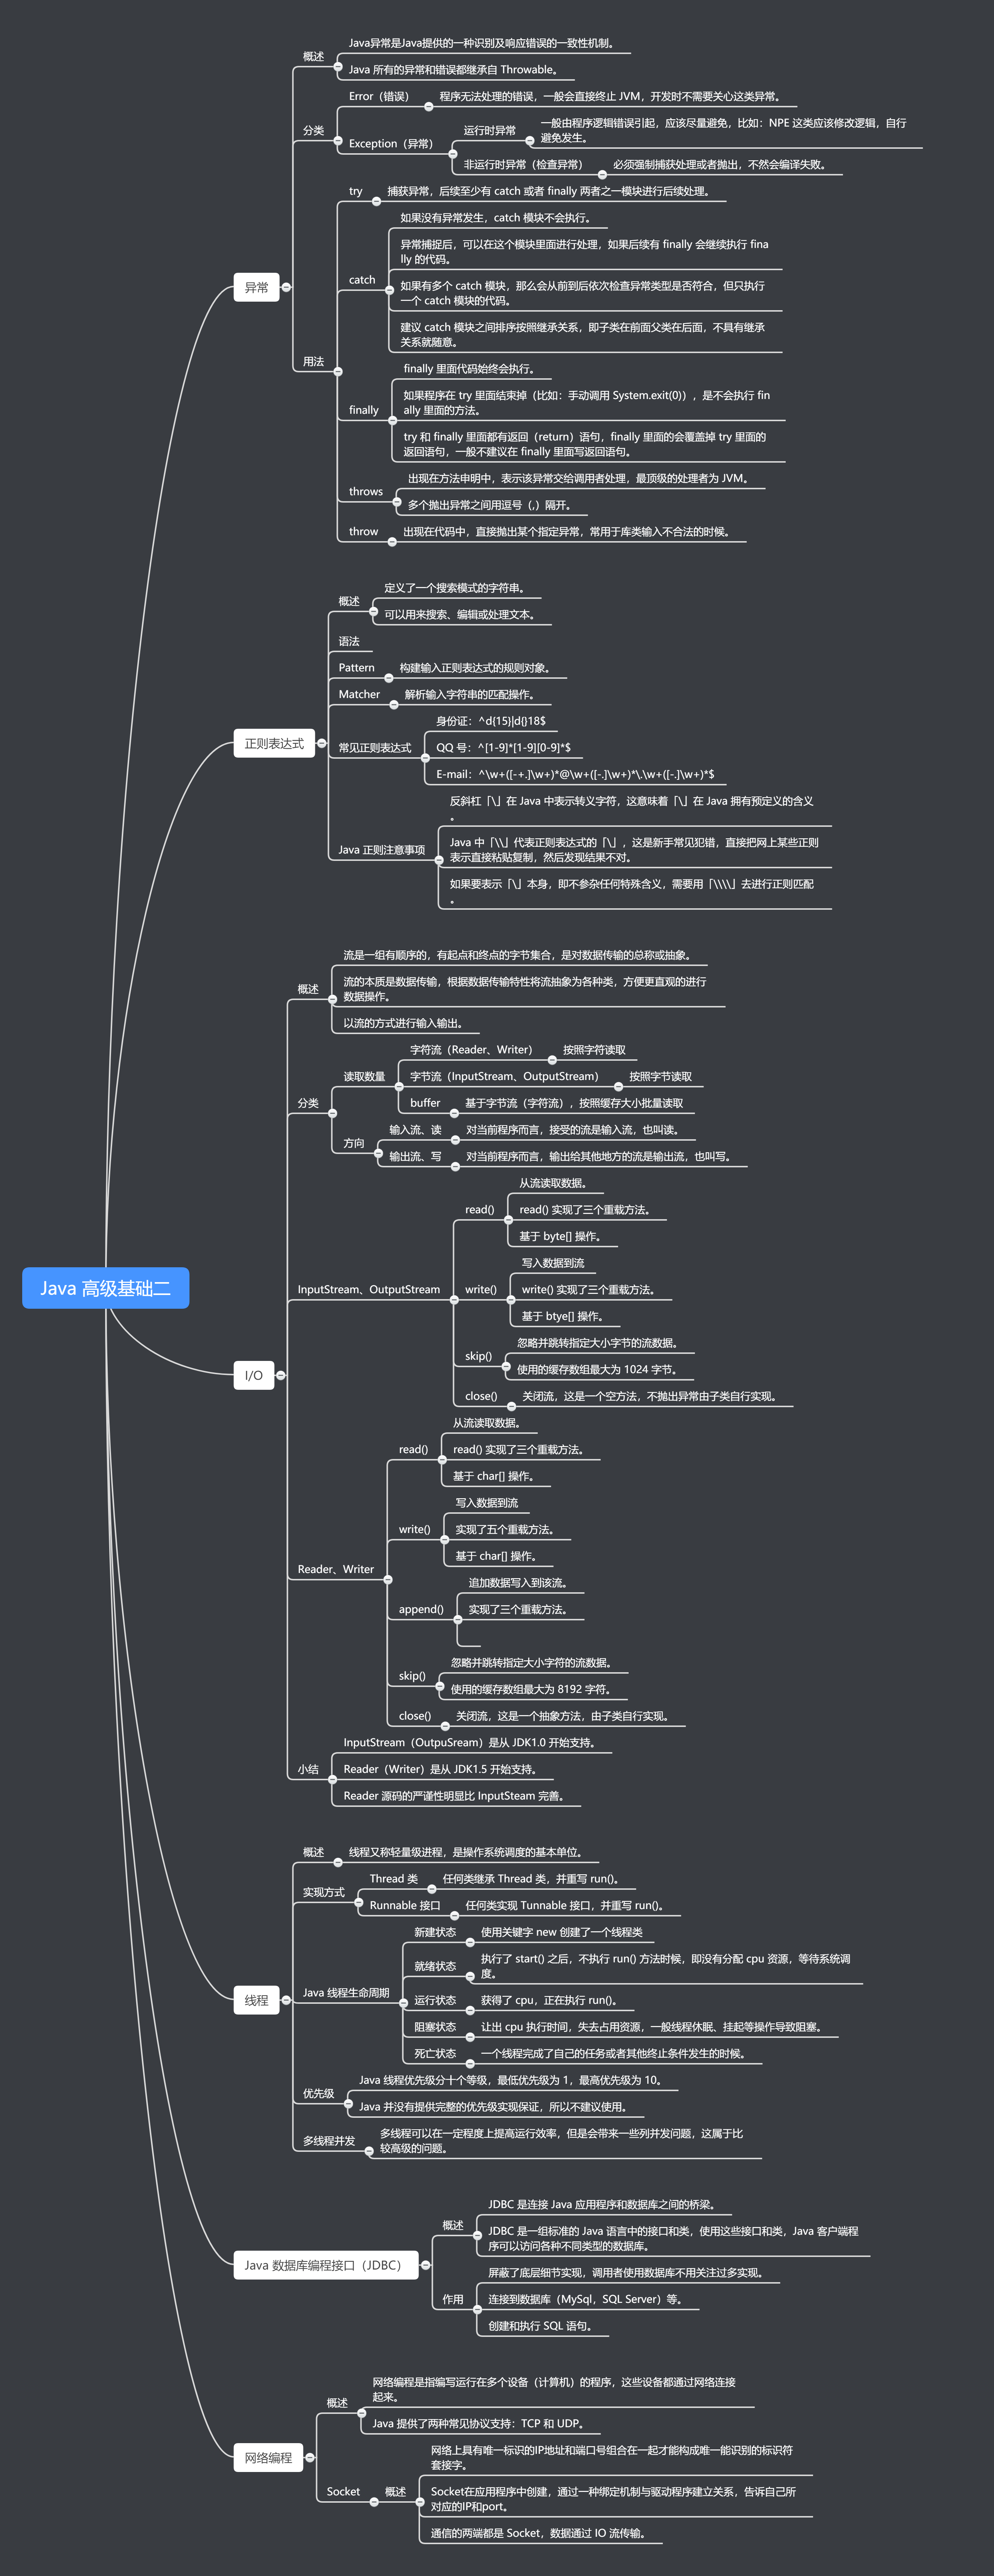 Java 高级基础二
异常
概述
Java异常是Java提供的一种识别及响应错误的一致性机制。
Java 所有的异常和错误都继承自 Throwable。
分类
Error（错误）
程序无法处理的错误，一般会直接终止 JVM，开发时不需要关心这类异常。
Exception（异常）
运行时异常
一般由程序逻辑错误引起，应该尽量避免，比如：NPE 这类应该修改逻辑，自行
避免发生。
非运行时异常（检查异常）
必须强制捕获处理或者抛出，不然会编译失败。
用法
try
捕获异常，后续至少有 catch 或者 finally 两者之一模块进行后续处理。
catch
如果没有异常发生，catch 模块不会执行。
异常捕捉后，可以在这个模块里面进行处理，如果后续有 finally 会继续执行 fina
lly 的代码。
如果有多个 catch 模块，那么会从前到后依次检查异常类型是否符合，但只执行
一个 catch 模块的代码。
建议 catch 模块之间排序按照继承关系，即子类在前面父类在后面，不具有继承
关系就随意。
finally
finally 里面代码始终会执行。
如果程序在 try 里面结束掉（比如：手动调用 System.exit(0)），是不会执行 fin
ally 里面的方法。
try 和 finally 里面都有返回（return）语句，finally 里面的会覆盖掉 try 里面的
返回语句，一般不建议在 finally 里面写返回语句。
throws
出现在方法申明中，表示该异常交给调用者处理，最顶级的处理者为 JVM。
多个抛出异常之间用逗号（,）隔开。
throw
出现在代码中，直接抛出某个指定异常，常用于库类输入不合法的时候。
正则表达式
概述
定义了一个搜索模式的字符串。
可以用来搜索、编辑或处理文本。
语法
Pattern
构建输入正则表达式的规则对象。
Matcher
解析输入字符串的匹配操作。
常见正则表达式
身份证：^d{15}|d{}18$
QQ 号：^[1-9]*[1-9][0-9]*$
E-mail：^\w+([-+.]\w+)*@\w+([-.]\w+)*\.\w+([-.]\w+)*$
Java 正则注意事项
反斜杠「\」在 Java 中表示转义字符，这意味着「\」在 Java 拥有预定义的含义
。
Java 中「\\」代表正则表达式的「\」，这是新手常见犯错，直接把网上某些正则
表示直接粘贴复制，然后发现结果不对。
如果要表示「\」本身，即不参杂任何特殊含义，需要用「\\\\」去进行正则匹配
。
I/O
概述
流是一组有顺序的，有起点和终点的字节集合，是对数据传输的总称或抽象。
流的本质是数据传输，根据数据传输特性将流抽象为各种类，方便更直观的进行
数据操作。
以流的方式进行输入输出。
分类
读取数量
字符流（Reader、Writer）
按照字符读取
字节流（InputStream、OutputStream）
按照字节读取
buffer
基于字节流（字符流），按照缓存大小批量读取
方向
输入流、读
对当前程序而言，接受的流是输入流，也叫读。
输出流、写
对当前程序而言，输出给其他地方的流是输出流，也叫写。
InputStream、OutputStream
read()
从流读取数据。
read() 实现了三个重载方法。
基于 byte[] 操作。
write()
写入数据到流
write() 实现了三个重载方法。
基于 btye[] 操作。
skip()
忽略并跳转指定大小字节的流数据。
使用的缓存数组最大为 1024 字节。
close()
关闭流，这是一个空方法，不抛出异常由子类自行实现。
Reader、Writer
read()
从流读取数据。
read() 实现了三个重载方法。
基于 char[] 操作。
write()
写入数据到流
实现了五个重载方法。
基于 char[] 操作。
append()
追加数据写入到该流。
实现了三个重载方法。
skip()
忽略并跳转指定大小字符的流数据。
使用的缓存数组最大为 8192 字符。
close()
关闭流，这是一个抽象方法，由子类自行实现。
小结
InputStream（OutpuSream）是从 JDK1.0 开始支持。
Reader（Writer）是从 JDK1.5 开始支持。
Reader 源码的严谨性明显比 InputSteam 完善。
线程
概述
线程又称轻量级进程，是操作系统调度的基本单位。
实现方式
Thread 类
任何类继承 Thread 类，并重写 run()。
Runnable 接口
任何类实现 Tunnable 接口，并重写 run()。
Java 线程生命周期
新建状态
使用关键字 new 创建了一个线程类
就绪状态
执行了 start() 之后，不执行 run() 方法时候，即没有分配 cpu 资源，等待系统调
度。
运行状态
获得了 cpu，正在执行 run()。
阻塞状态
让出 cpu 执行时间，失去占用资源，一般线程休眠、挂起等操作导致阻塞。
死亡状态
一个线程完成了自己的任务或者其他终止条件发生的时候。
优先级
Java 线程优先级分十个等级，最低优先级为 1，最高优先级为 10。
Java 并没有提供完整的优先级实现保证，所以不建议使用。
多线程并发
多线程可以在一定程度上提高运行效率，但是会带来一些列并发问题，这属于比
较高级的问题。
Java 数据库编程接口（JDBC）
概述
JDBC 是连接 Java 应用程序和数据库之间的桥梁。
JDBC 是一组标准的 Java 语言中的接口和类，使用这些接口和类，Java 客户端程
序可以访问各种不同类型的数据库。
作用
屏蔽了底层细节实现，调用者使用数据库不用关注过多实现。
连接到数据库（MySql，SQL Server）等。
创建和执行 SQL 语句。
网络编程
概述
网络编程是指编写运行在多个设备（计算机）的程序，这些设备都通过网络连接
起来。
Java 提供了两种常见协议支持：TCP 和 UDP。
Socket
概述
网络上具有唯一标识的IP地址和端口号组合在一起才能构成唯一能识别的标识符
套接字。
Socket在应用程序中创建，通过一种绑定机制与驱动程序建立关系，告诉自己所
对应的IP和port。
通信的两端都是 Socket，数据通过 IO 流传输。